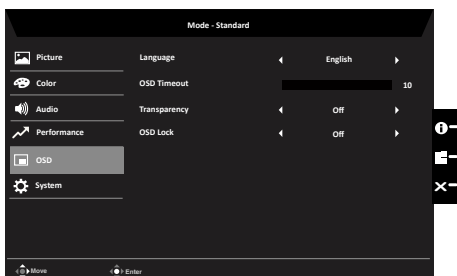 Mode - Standard
Picture
Language English
Color
OSD Timeout 10
Audio
Transparency Off
Performance
OSD Lock Off
OSD
System
Move Enter